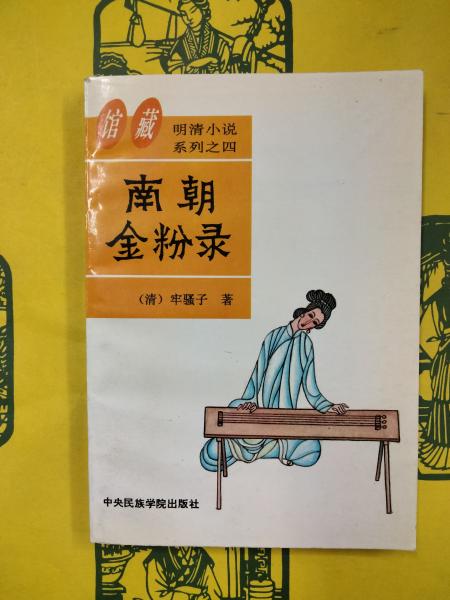 馆藏
明清小说
系列之四
南朝
金粉录
（清）牢骚子 著
中央民族学院出版社